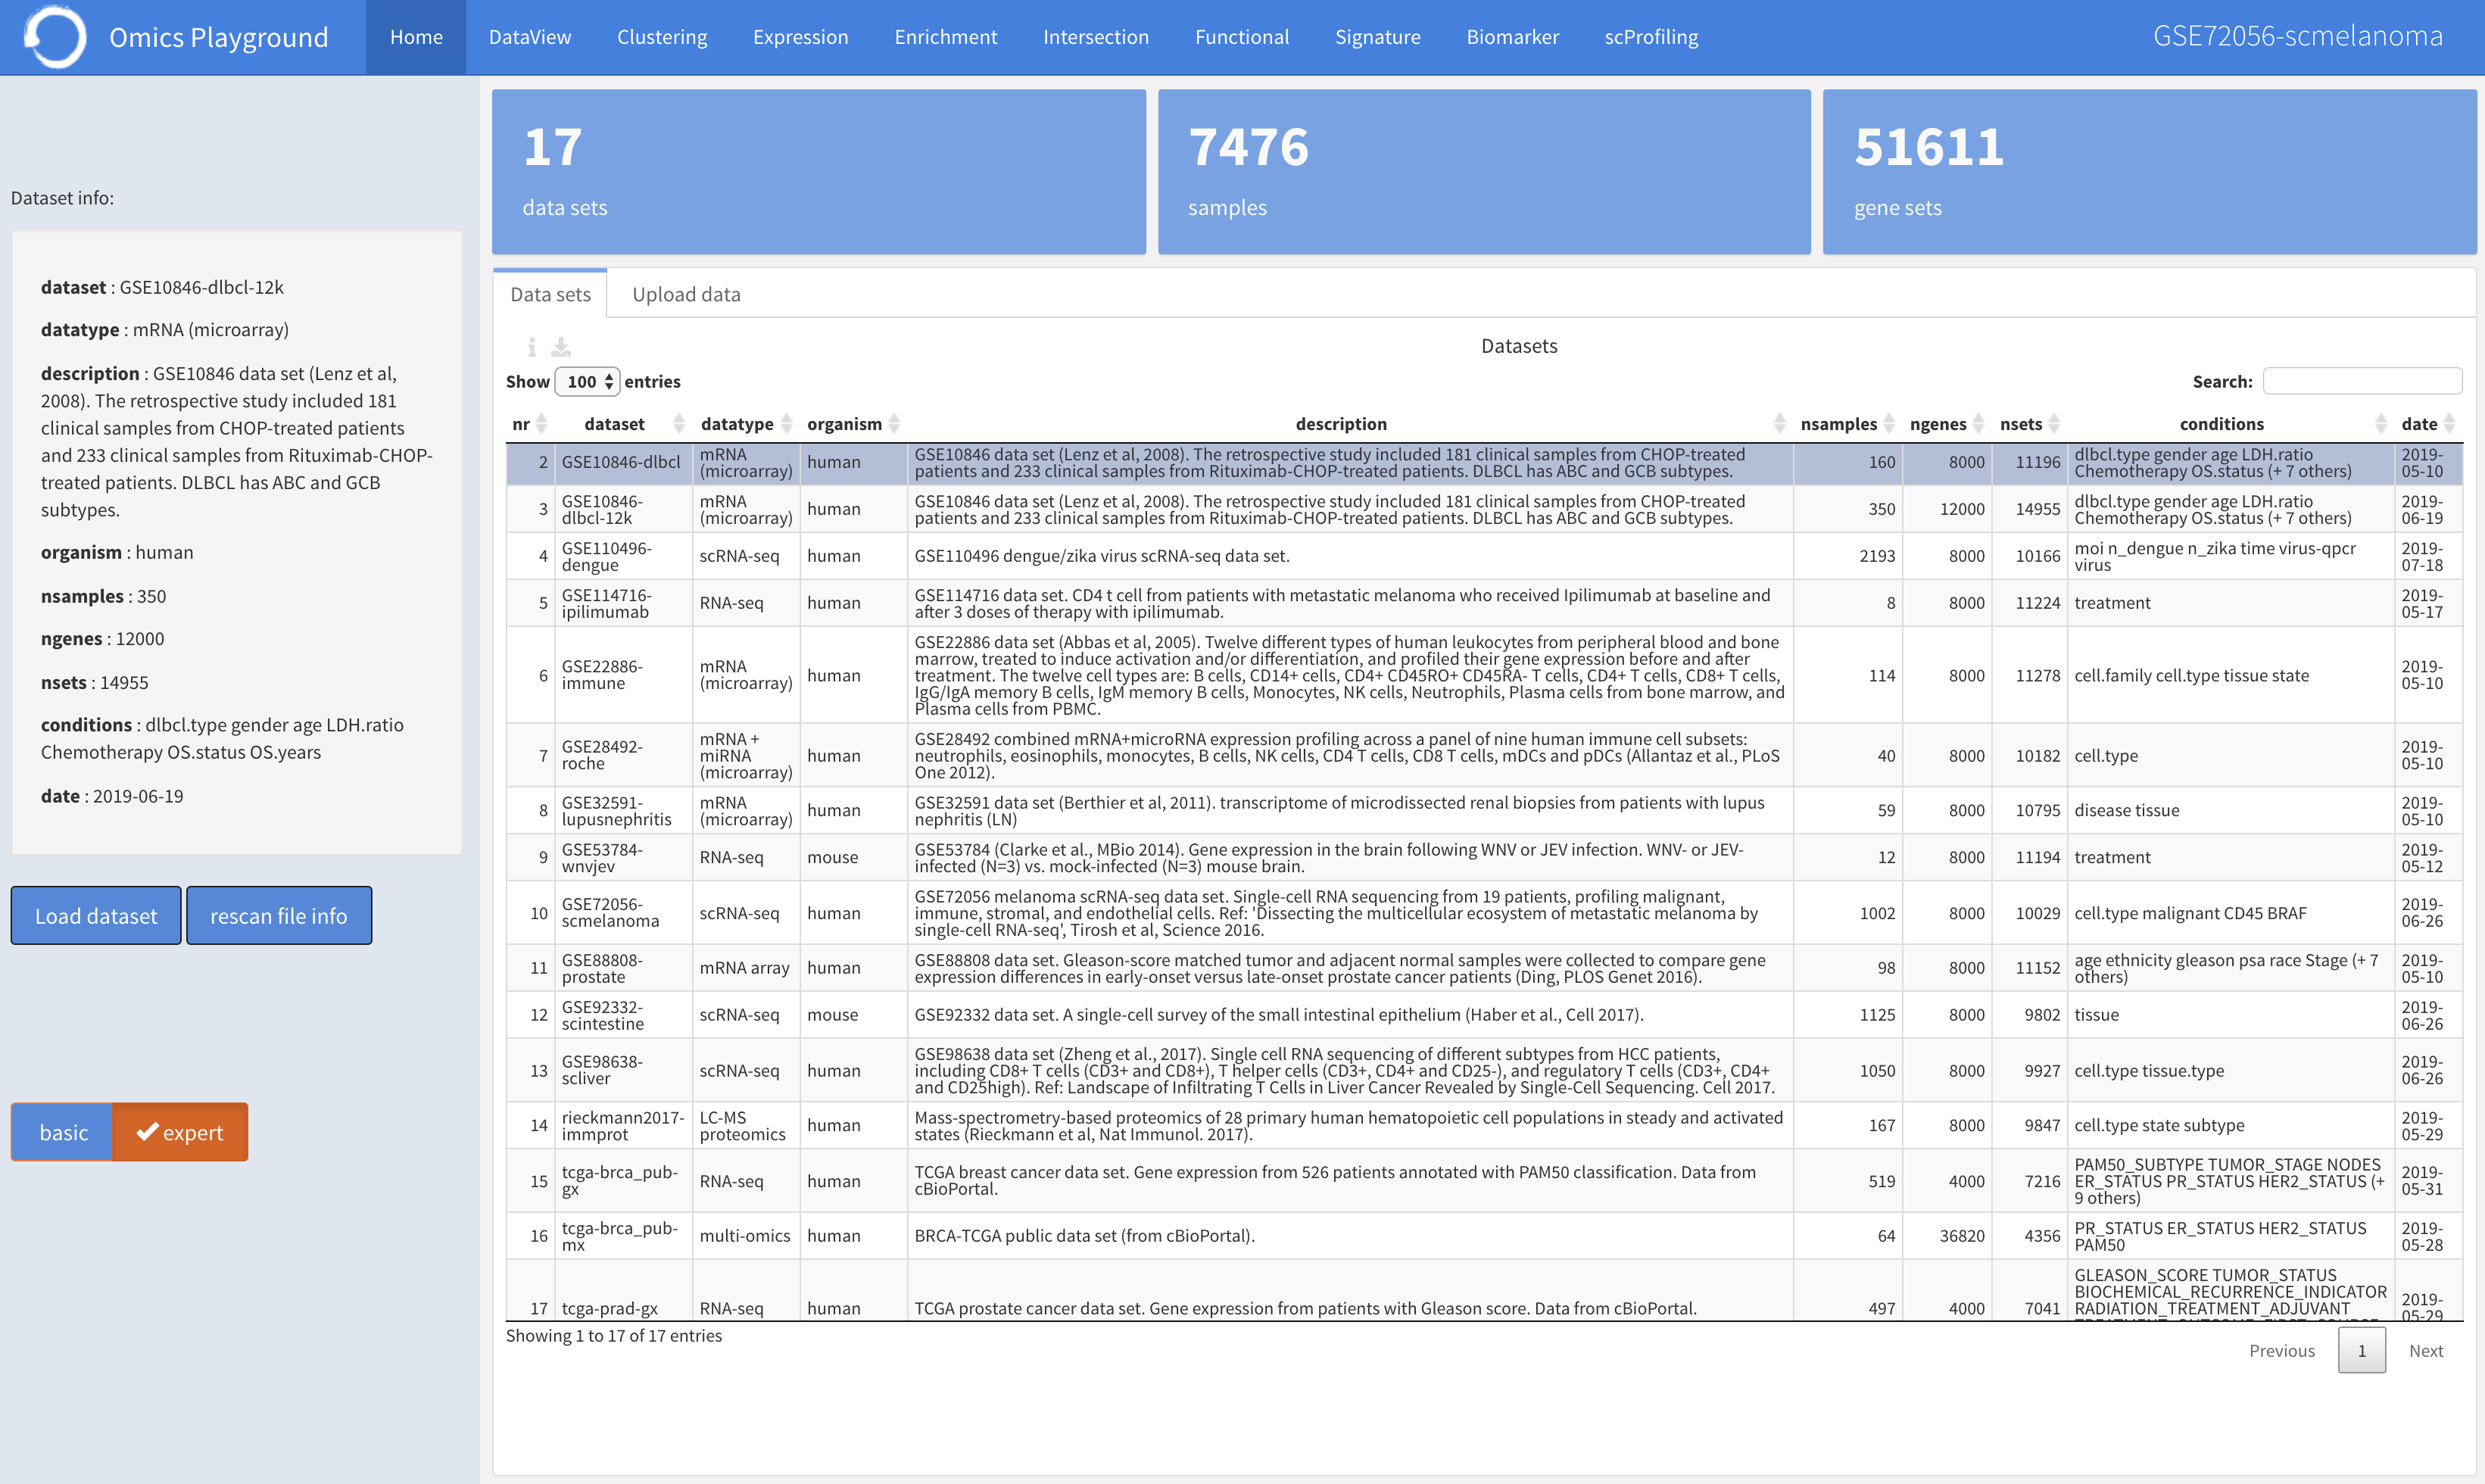 Omics Playground
Home
DataView
Clustering
Expression
Enrichment
Intersection
Functional
Signature
Biomarker
scProfiling
GSE72056-scmelanoma
Dataset info:
dataset : GSE10846-dlbcl-12k
datatype : mRNA (microarray)
description : GSE10846 data set (Lenz et al,
2008). The retrospective study included 181
clinical samples from CHOP-treated patients
and 233 clinical samples from Rituximab-CHOP-
treated patients. DLBCL has ABC and GCB
subtypes.
organism : human
nsamples : 350
ngenes : 12000
nsets : 14955
conditions : dlbcl.type gender age LDH.ratio
Chemotherapy OS.status OS.years
date : 2019-06-19
Load dataset
rescan file info
basic
expert
17
data sets
7476
samples
51611
gene sets
Data sets
Upload data
Datasets
Show 100 entries
Search:
nr dataset datatype organism description nsamples ngenes nsets conditions date
2
GSE10846-dlbcl
mRNA
(microarray)
human
GSE10846 data set (Lenz et al, 2008). The retrospective study included 181 clinical samples from CHOP-treated
patients and 233 clinical samples from Rituximab-CHOP-treated patients. DLBCL has ABC and GCB subtypes.
160
8000
11196
dlbcl.type gender age LDH.ratio
Chemotherapy OS.status (+ 7 others)
2019-
05-10
3
GSE10846-
dlbcl-12k
mRNA
(microarray)
human
GSE10846 data set (Lenz et al, 2008). The retrospective study included 181 clinical samples from CHOP-treated
patients and 233 clinical samples from Rituximab-CHOP-treated patients. DLBCL has ABC and GCB subtypes.
350
12000
14955
dlbcl.type gender age LDH.ratio
Chemotherapy OS.status (+ 7 others)
2019-
06-19
4
GSE110496-
dengue
scRNA-seq
human
GSE110496 dengue/zika virus scRNA-seq data set.
2193
8000
10166
moi n_dengue n_zika time virus-qpcr
virus
2019-
07-18
5
GSE114716-
ipilimumab
RNA-seq
human
GSE114716 data set. CD4 t cell from patients with metastatic melanoma who received Ipilimumab at baseline and
after 3 doses of therapy with ipilimumab.
8
8000
11224
treatment
2019-
05-17
6
GSE22886-
immune
mRNA
(microarray)
human
GSE22886 data set (Abbas et al, 2005). Twelve different types of human leukocytes from peripheral blood and bone
marrow, treated to induce activation and/or differentiation, and profiled their gene expression before and after
treatment. The twelve cell types are: B cells, CD14+ cells, CD4+ CD45RO+ CD45RA- T cells, CD4+ T cells, CD8+ T cells,
IgG/IgA memory B cells, IgM memory B cells, Monocytes, NK cells, Neutrophils, Plasma cells from bone marrow, and
Plasma cells from PBMC.
114
8000
11278
cell.family cell.type tissue state
2019-
05-10
7
GSE28492-
roche
mRNA +
miRNA
(microarray)
human
GSE28492 combined mRNA+microRNA expression profiling across a panel of nine human immune cell subsets:
neutrophils, eosinophils, monocytes, B cells, NK cells, CD4 T cells, CD8 T cells, mDCs and pDCs (Allantaz et al., PLoS
One 2012).
40
8000
10182
cell.type
2019-
05-10
8
GSE32591-
lupusnephritis
mRNA
(microarray)
human
GSE32591 data set (Berthier et al, 2011). transcriptome of microdissected renal biopsies from patients with lupus
nephritis (LN)
59
8000
10795
disease tissue
2019-
05-10
9
GSE53784-
wnvjev
RNA-seq
mouse
GSE53784 (Clarke et al., MBio 2014). Gene expression in the brain following WNV or JEV infection. WNV- or JEV-
infected (N=3) vs. mock-infected (N=3) mouse brain.
12
8000
11194
treatment
2019-
05-12
10
GSE72056-
scmelanoma
scRNA-seq
human
GSE72056 melanoma scRNA-seq data set. Single-cell RNA sequencing from 19 patients, profiling malignant,
immune, stromal, and endothelial cells. Ref: 'Dissecting the multicellular ecosystem of metastatic melanoma by
single-cell RNA-seq', Tirosh et al, Science 2016.
1002
8000
10029
cell.type malignant CD45 BRAF
2019-
06-26
11
GSE88808-
prostate
mRNA array
human
GSE88808 data set. Gleason-score matched tumor and adjacent normal samples were collected to compare gene
expression differences in early-onset versus late-onset prostate cancer patients (Ding, PLOS Genet 2016).
98
8000
11152
age ethnicity gleason psa race Stage (+ 7
others)
2019-
05-10
12
GSE92332-
scintestine
scRNA-seq
mouse
GSE92332 data set. A single-cell survey of the small intestinal epithelium (Haber et al., Cell 2017).
1125
8000
9802
tissue
2019-
06-26
13
GSE98638-
scliver
scRNA-seq
human
GSE98638 data set (Zheng et al., 2017). Single cell RNA sequencing of different subtypes from HCC patients,
including CD8+ T cells (CD3+ and CD8+), T helper cells (CD3+, CD4+ and CD25-), and regulatory T cells (CD3+, CD4+
and CD25high). Ref: Landscape of Infiltrating T Cells in Liver Cancer Revealed by Single-Cell Sequencing. Cell 2017.
1050
8000
9927
cell.type tissue.type
2019-
06-26
14
rieckmann2017-
immprot
LC-MS
proteomics
human
Mass-spectrometry-based proteomics of 28 primary human hematopoietic cell populations in steady and activated
states (Rieckmann et al, Nat Immunol. 2017).
167
8000
9847
cell.type state subtype
2019-
05-29
15
tcga-brca_pub-
gx
RNA-seq
human
TCGA breast cancer data set. Gene expression from 526 patients annotated with PAM50 classification. Data from
cBioPortal.
519
4000
7216
PAM50_SUBTYPE TUMOR_STAGE NODES
ER_STATUS PR_STATUS HER2_STATUS (+
9 others)
2019-
05-31
16
tcga-brca_pub-
mx
multi-omics
human
BRCA-TCGA public data set (from cBioPortal).
64
36820
4356
PR_STATUS ER_STATUS HER2_STATUS
PAM50
2019-
05-28
17
tcga-prad-gx
RNA-seq
human
TCGA prostate cancer data set. Gene expression from patients with Gleason score. Data from cBioPortal.
497
4000
7041
GLEASON_SCORE TUMOR_STATUS
BIOCHEMICAL_RECURRENCE_INDICATOR
RADIATION_TREATMENT_ADJUVANT
2019-
05-29
Showing 1 to 17 of 17 entries
Previous
1
Next